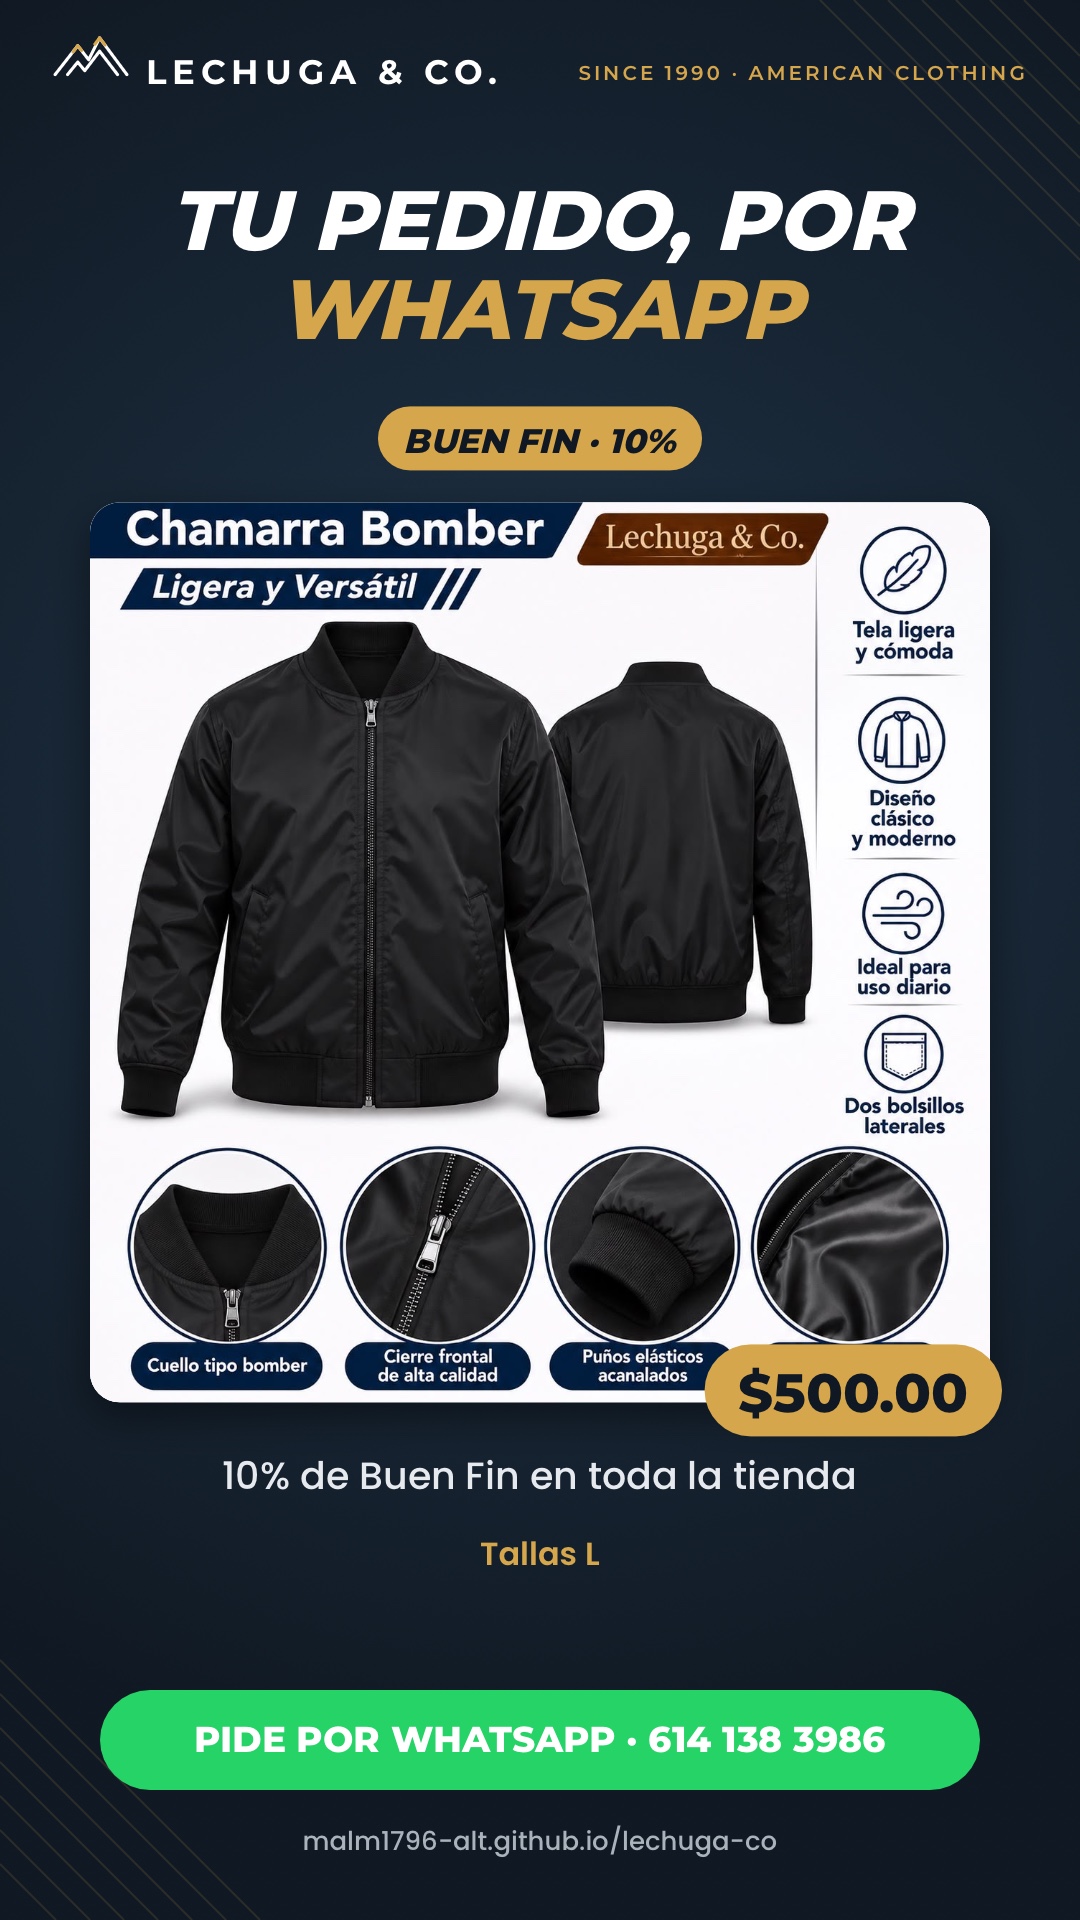 LECHUGA & CO.
SINCE 1990 · AMERICAN CLOTHING
TU PEDIDO, POR
WHATSAPP
BUEN FIN · 10%
Chamarra Bomber
Lechuga & Co.
Ligera y Versátil
Tela ligera
y cómoda
Diseño
clásico
y moderno
Ideal para
uso diario
Dos bolsillos
laterales
Cuello tipo bomber
Cierre frontal
de alta calidad
Puños elásticos
acanalados
$500.00
10% de Buen Fin en toda la tienda
Tallas L
PIDE POR WHATSAPP · 614 138 3986
malm1796-alt.github.io/lechuga-co